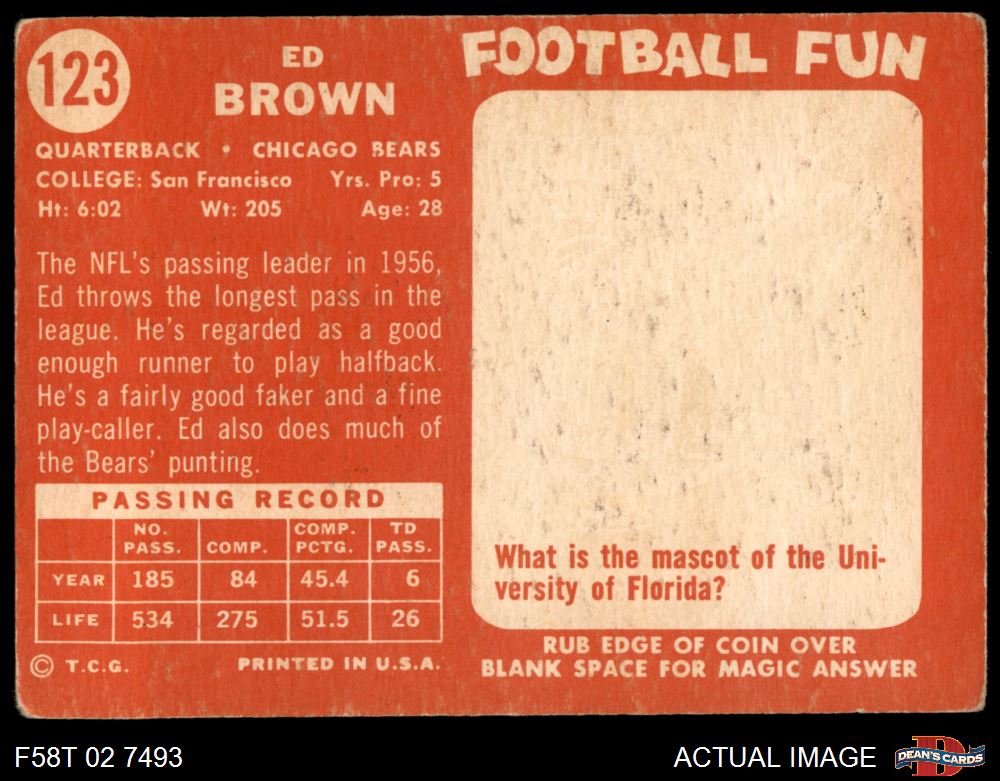 123
ED
BROWN
QUARTERBACK • CHICAGO BEARS
COLLEGE: San Francisco Yrs. Pro: 5
Ht: 6:02 Wt: 205 Age: 28
The NFL's passing leader in 1956,
Ed throws the longest pass in the
league. He's regarded as a good
enough runner to play halfback.
He's a fairly good faker and a fine
play-caller. Ed also does much of
the Bears' punting.
PASSING RECORD
NO. PASS. COMP. COMP. PCTG. TD PASS.
YEAR 185 84 45.4 6
LIFE 534 275 51.5 26
© T.C.G. PRINTED IN U.S.A.
FOOTBALL FUN
What is the mascot of the Uni-
versity of Florida?
RUB EDGE OF COIN OVER
BLANK SPACE FOR MAGIC ANSWER
F58T 02 7493
ACTUAL IMAGE
D
DEAN'S CARDS